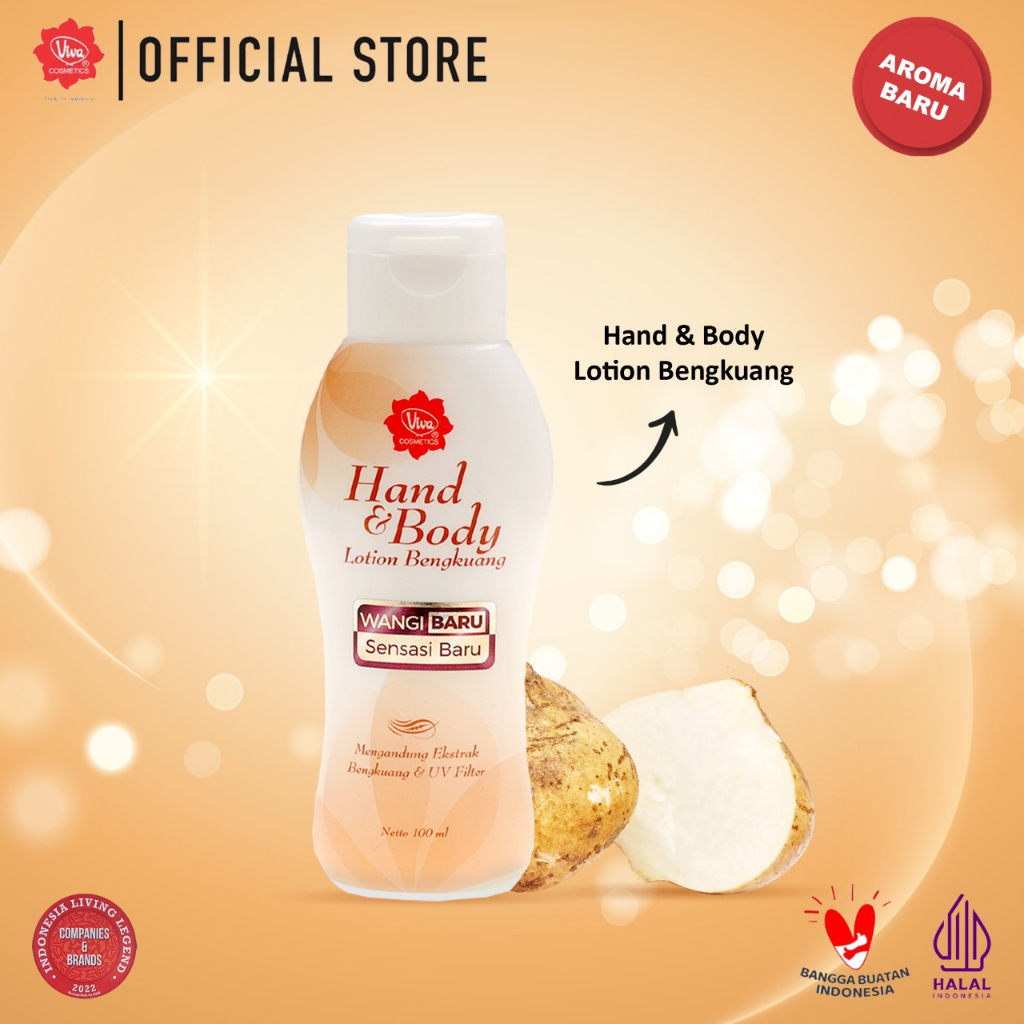 Viva
COSMETICS
OFFICIAL STORE
AROMA
BARU
Hand & Body
Lotion Bengkuang
Viva
COSMETICS
Hand
& Body
Lotion Bengkuang
WANGI BARU
Sensasi Baru
Mengandung Ekstrak
Bengkuang & UV Filter
Netto 100 ml
INDONESIA LIVING LEGEND
COMPANIES
&
BRANDS
2022
BANGGA BUATAN
INDONESIA
HALAL
INDONESIA